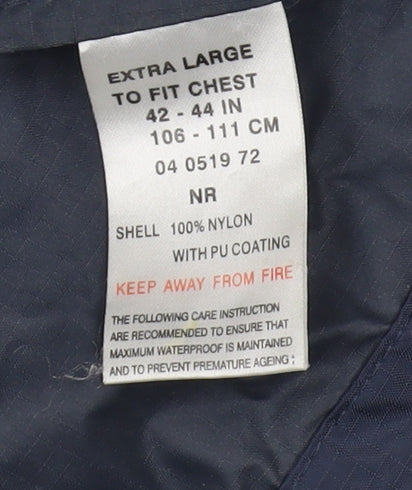 EXTRA LARGE
TO FIT CHEST
42 - 44 IN
106 - 111 CM
04 0519 72
NR
SHELL 100% NYLON
WITH PU COATING
KEEP AWAY FROM FIRE
THE FOLLOWING CARE INSTRUCTION
ARE RECOMMENDED TO ENSURE THAT
MAXIMUM WATERPROOF IS MAINTAINED
AND TO PREVENT PREMATURE AGEING :